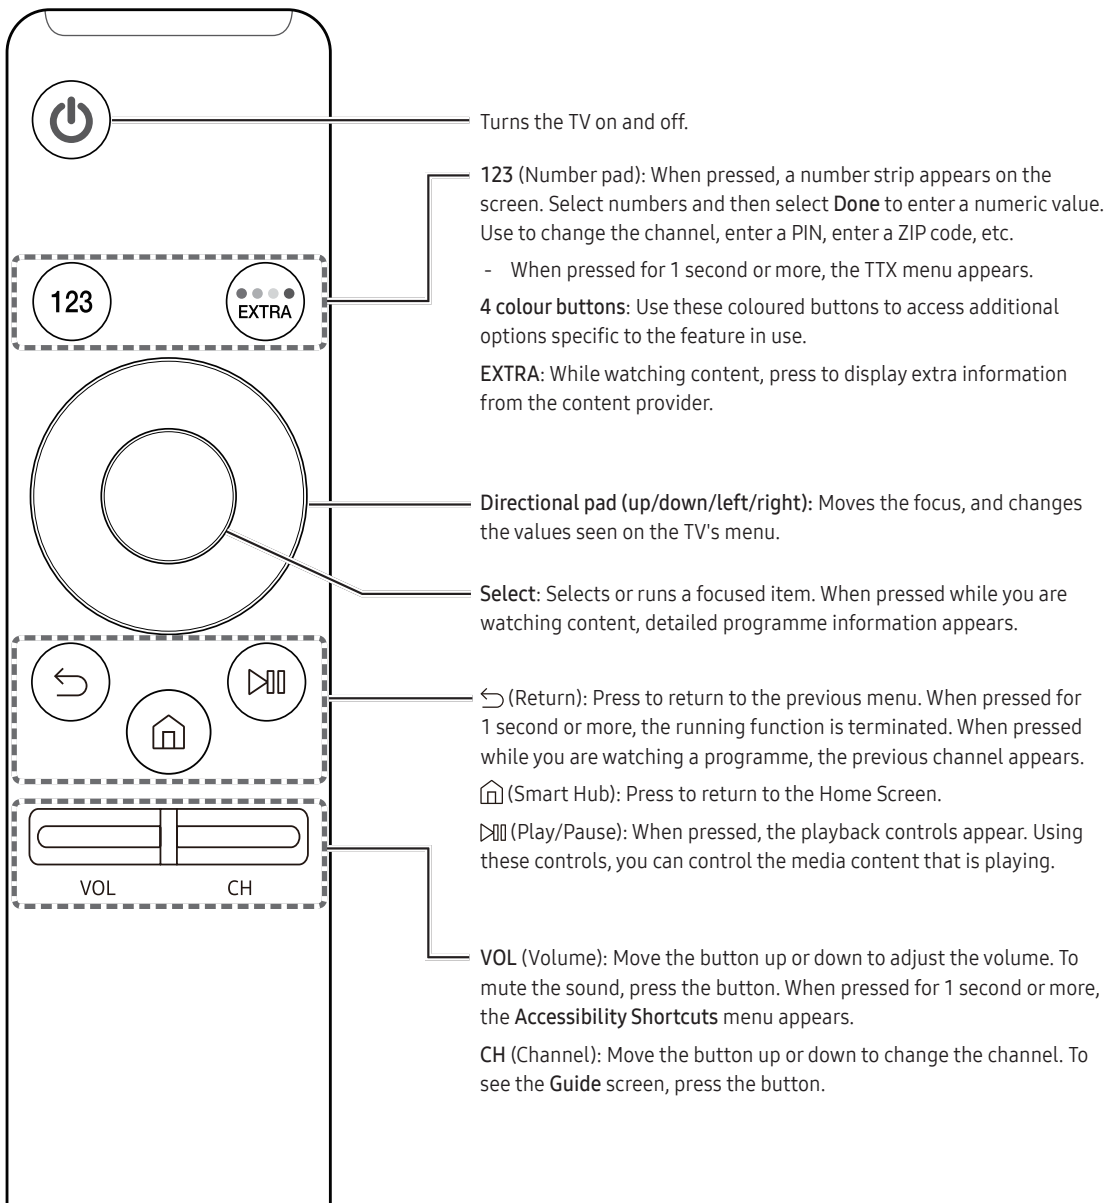 Turns the TV on and off.
123 (Number pad): When pressed, a number strip appears on the
screen. Select numbers and then select Done to enter a numeric value.
Use to change the channel, enter a PIN, enter a ZIP code, etc.
- When pressed for 1 second or more, the TTX menu appears.
4 colour buttons: Use these coloured buttons to access additional
options specific to the feature in use.
EXTRA: While watching content, press to display extra information
from the content provider.
123
EXTRA
Directional pad (up/down/left/right): Moves the focus, and changes
the values seen on the TV's menu.
Select: Selects or runs a focused item. When pressed while you are
watching content, detailed programme information appears.
(Return): Press to return to the previous menu. When pressed for
1 second or more, the running function is terminated. When pressed
while you are watching a programme, the previous channel appears.
(Smart Hub): Press to return to the Home Screen.
(Play/Pause): When pressed, the playback controls appear. Using
these controls, you can control the media content that is playing.
VOL
CH
VOL (Volume): Move the button up or down to adjust the volume. To
mute the sound, press the button. When pressed for 1 second or more,
the Accessibility Shortcuts menu appears.
CH (Channel): Move the button up or down to change the channel. To
see the Guide screen, press the button.